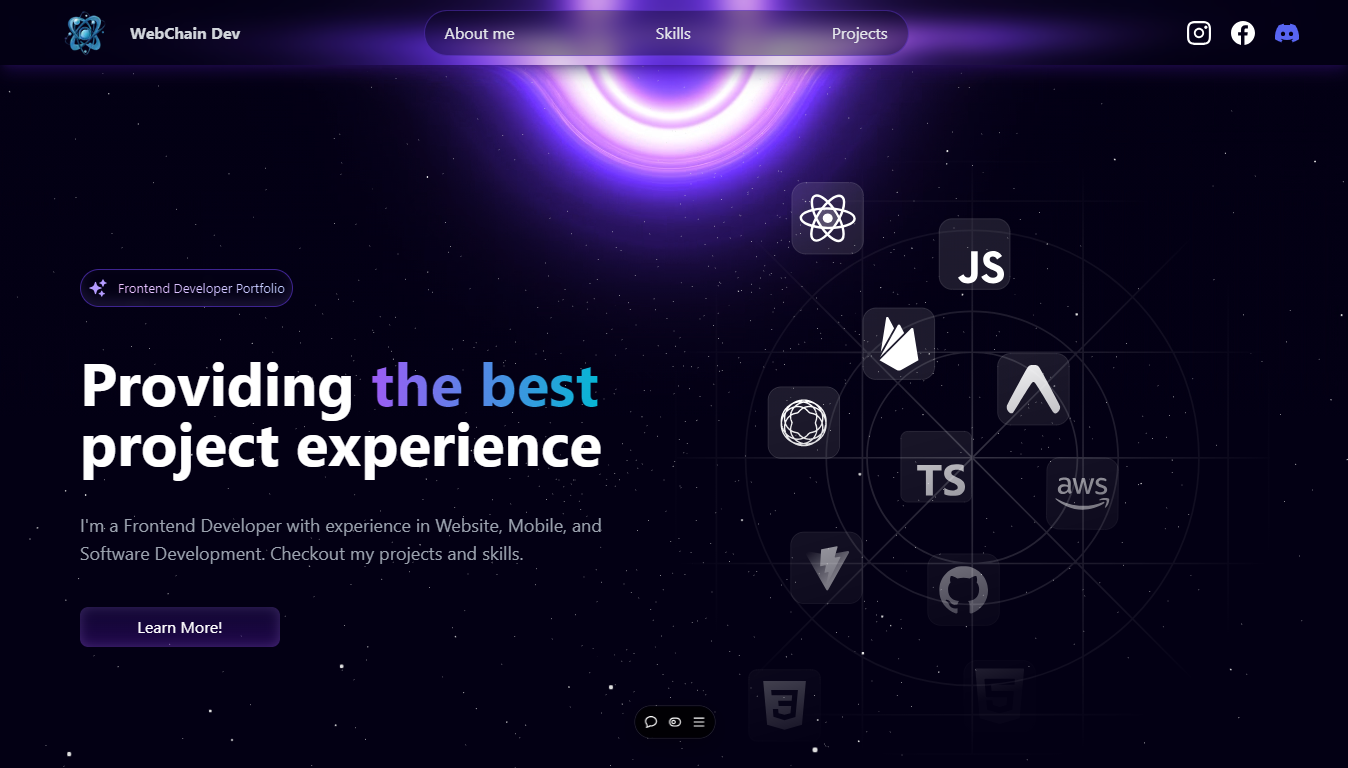 WebChain Dev
About me
Skills
Projects
Frontend Developer Portfolio
Providing the best
project experience
I'm a Frontend Developer with experience in Website, Mobile, and
Software Development. Checkout my projects and skills.
Learn More!
JS
TS
aws
3
5